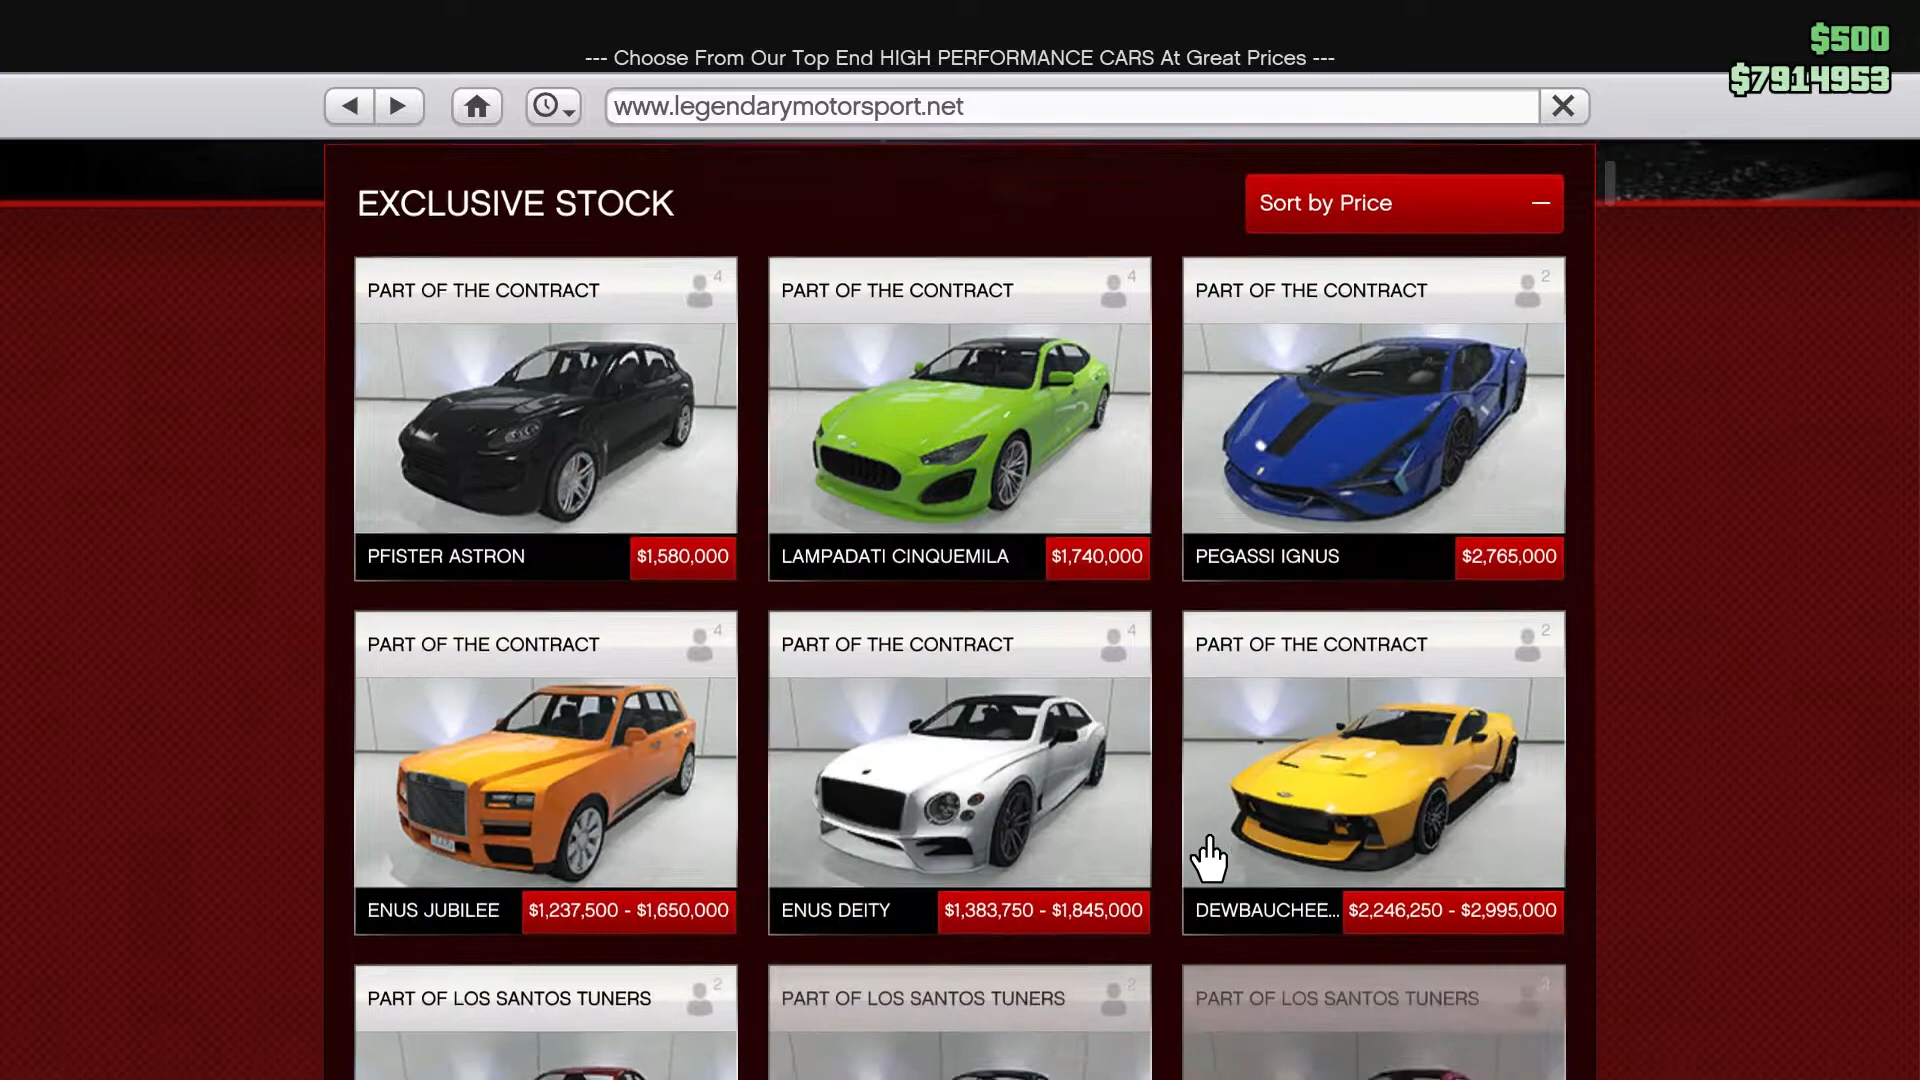 --- Choose From Our Top End HIGH PERFORMANCE CARS At Great Prices ---
$500
$7914953
www.legendarymotorsport.net
EXCLUSIVE STOCK
Sort by Price
PART OF THE CONTRACT 4
PART OF THE CONTRACT 4
PART OF THE CONTRACT 2
PFISTER ASTRON $1,580,000
LAMPADATI CINQUEMILA $1,740,000
PEGASSI IGNUS $2,765,000
PART OF THE CONTRACT 4
PART OF THE CONTRACT 4
PART OF THE CONTRACT 2
ENUS JUBILEE $1,237,500 - $1,650,000
ENUS DEITY $1,383,750 - $1,845,000
DEWBAUCHEE... $2,246,250 - $2,995,000
PART OF LOS SANTOS TUNERS 2
PART OF LOS SANTOS TUNERS 2
PART OF LOS SANTOS TUNERS